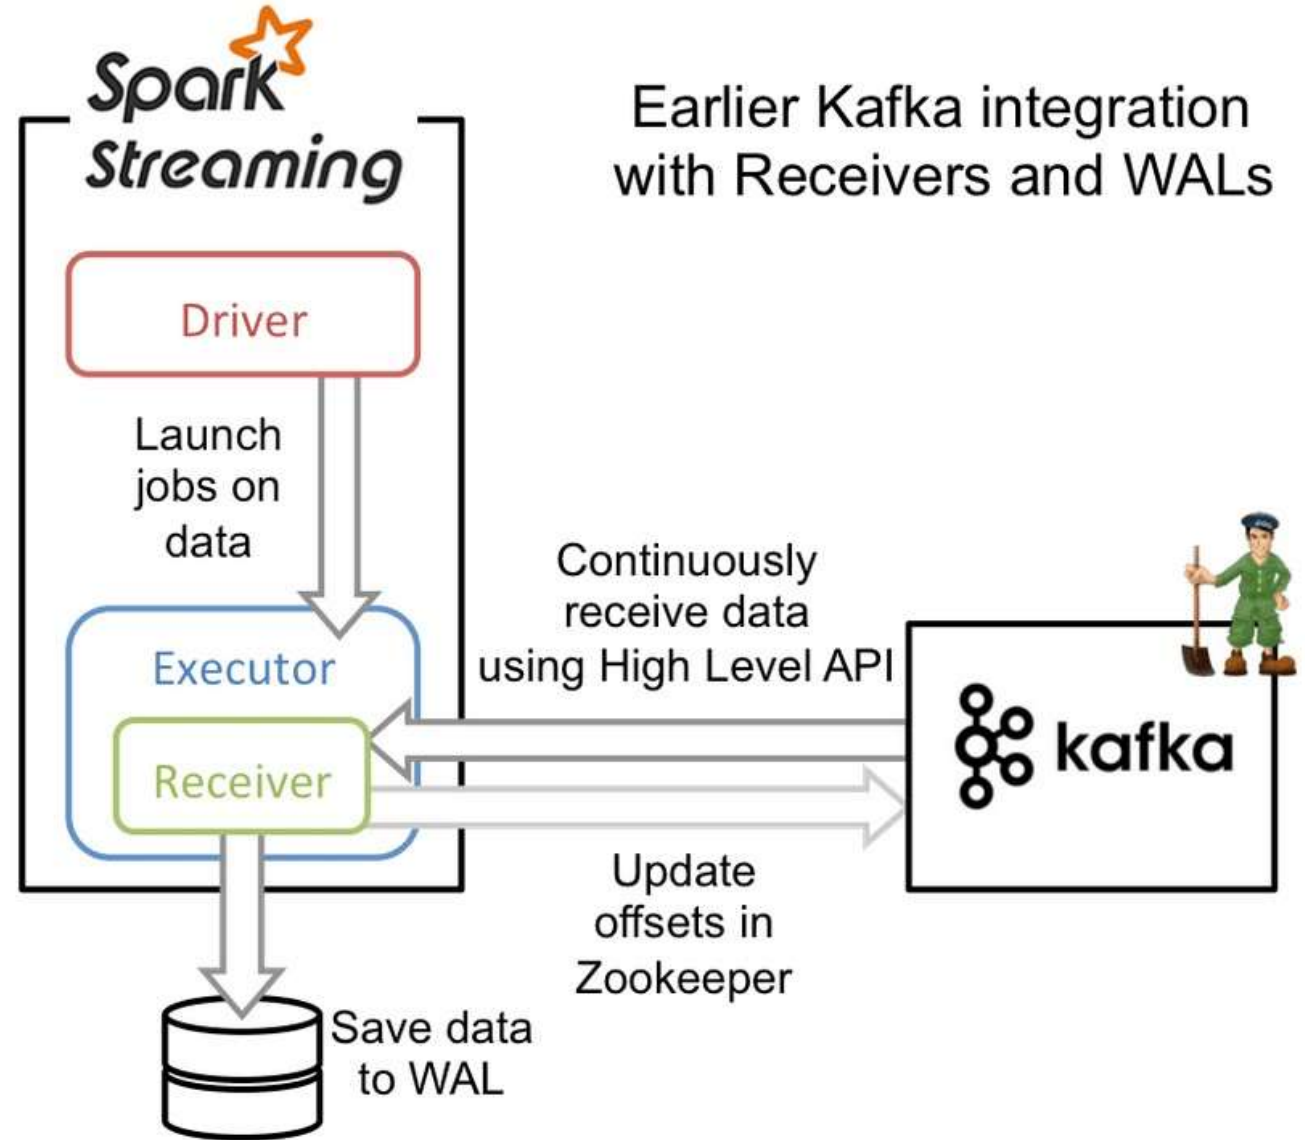 Spark
Streaming
Earlier Kafka integration
with Receivers and WALs
Driver
Launch
jobs on
data
Continuously
receive data
using High Level API
Executor
Receiver
kafka
Update
offsets in
Zookeeper
Save data
to WAL